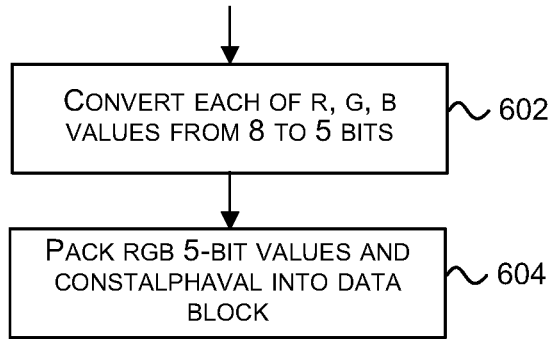 CONVERT EACH OF R, G, B
VALUES FROM 8 TO 5 BITS
602
PACK RGB 5-BIT VALUES AND
CONSTALPHAVAL INTO DATA
BLOCK
604